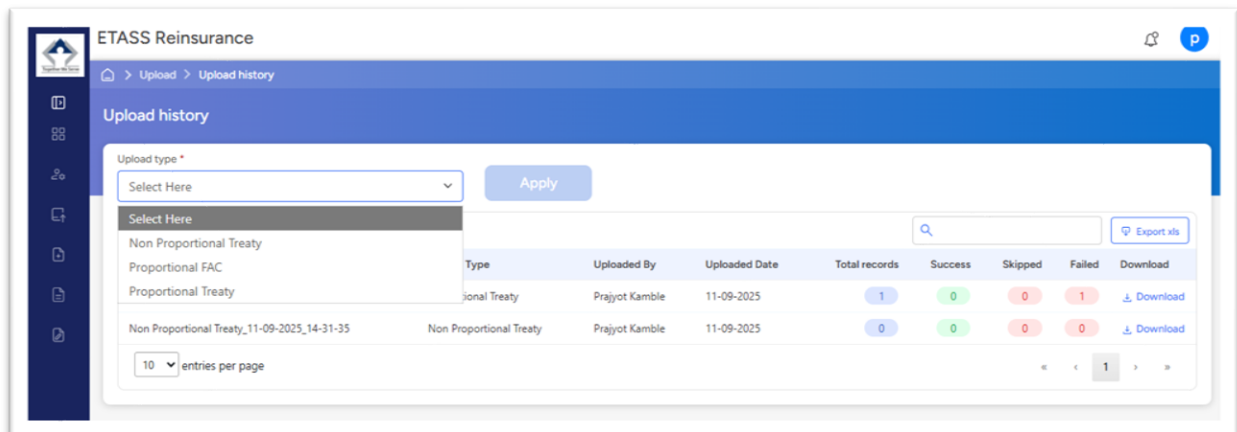 ETASS Reinsurance
p
Upload > Upload history
Upload history
Upload type *
Select Here
Apply
Select Here
Non Proportional Treaty
Proportional FAC
Proportional Treaty
Export xls
Type Uploaded By Uploaded Date Total records Success Skipped Failed Download
ional Treaty Prajyot Kamble 11-09-2025 1 0 0 1 Download
Non Proportional Treaty_11-09-2025_14-31-35 Non Proportional Treaty Prajyot Kamble 11-09-2025 0 0 0 0 Download
10 entries per page « ‹ 1 › »